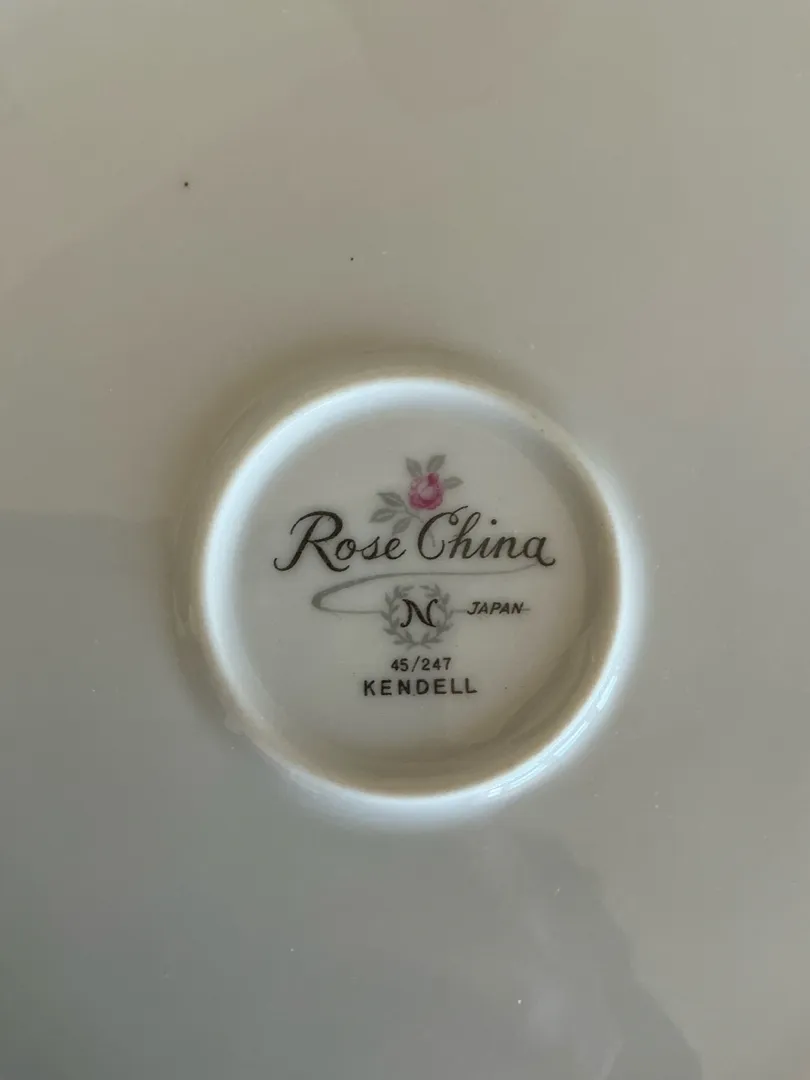 Rose China
N JAPAN
45/247
KENDELL